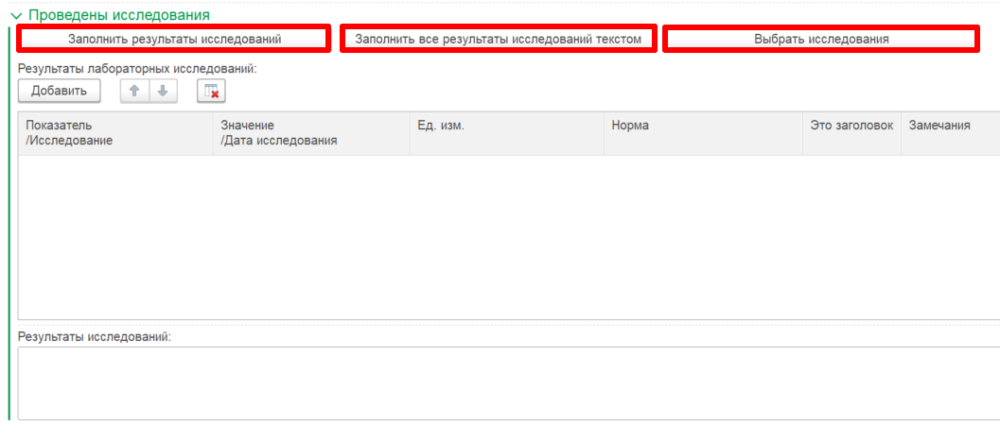 Проведены исследования
Заполнить результаты исследований Заполнить все результаты исследований текстом Выбрать исследования
Результаты лабораторных исследований:
Добавить
Показатель Значение Ед. изм. Норма Это заголовок Замечания
/Исследование /Дата исследования
Результаты исследований: